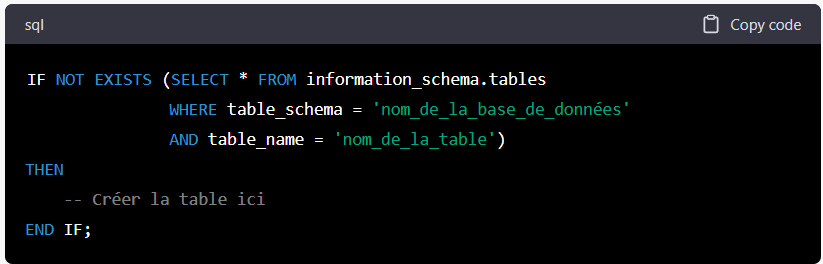 sql
Copy code
IF NOT EXISTS (SELECT * FROM information_schema.tables
WHERE table_schema = 'nom_de_la_base_de_données'
AND table_name = 'nom_de_la_table')
THEN
-- Créer la table ici
END IF;